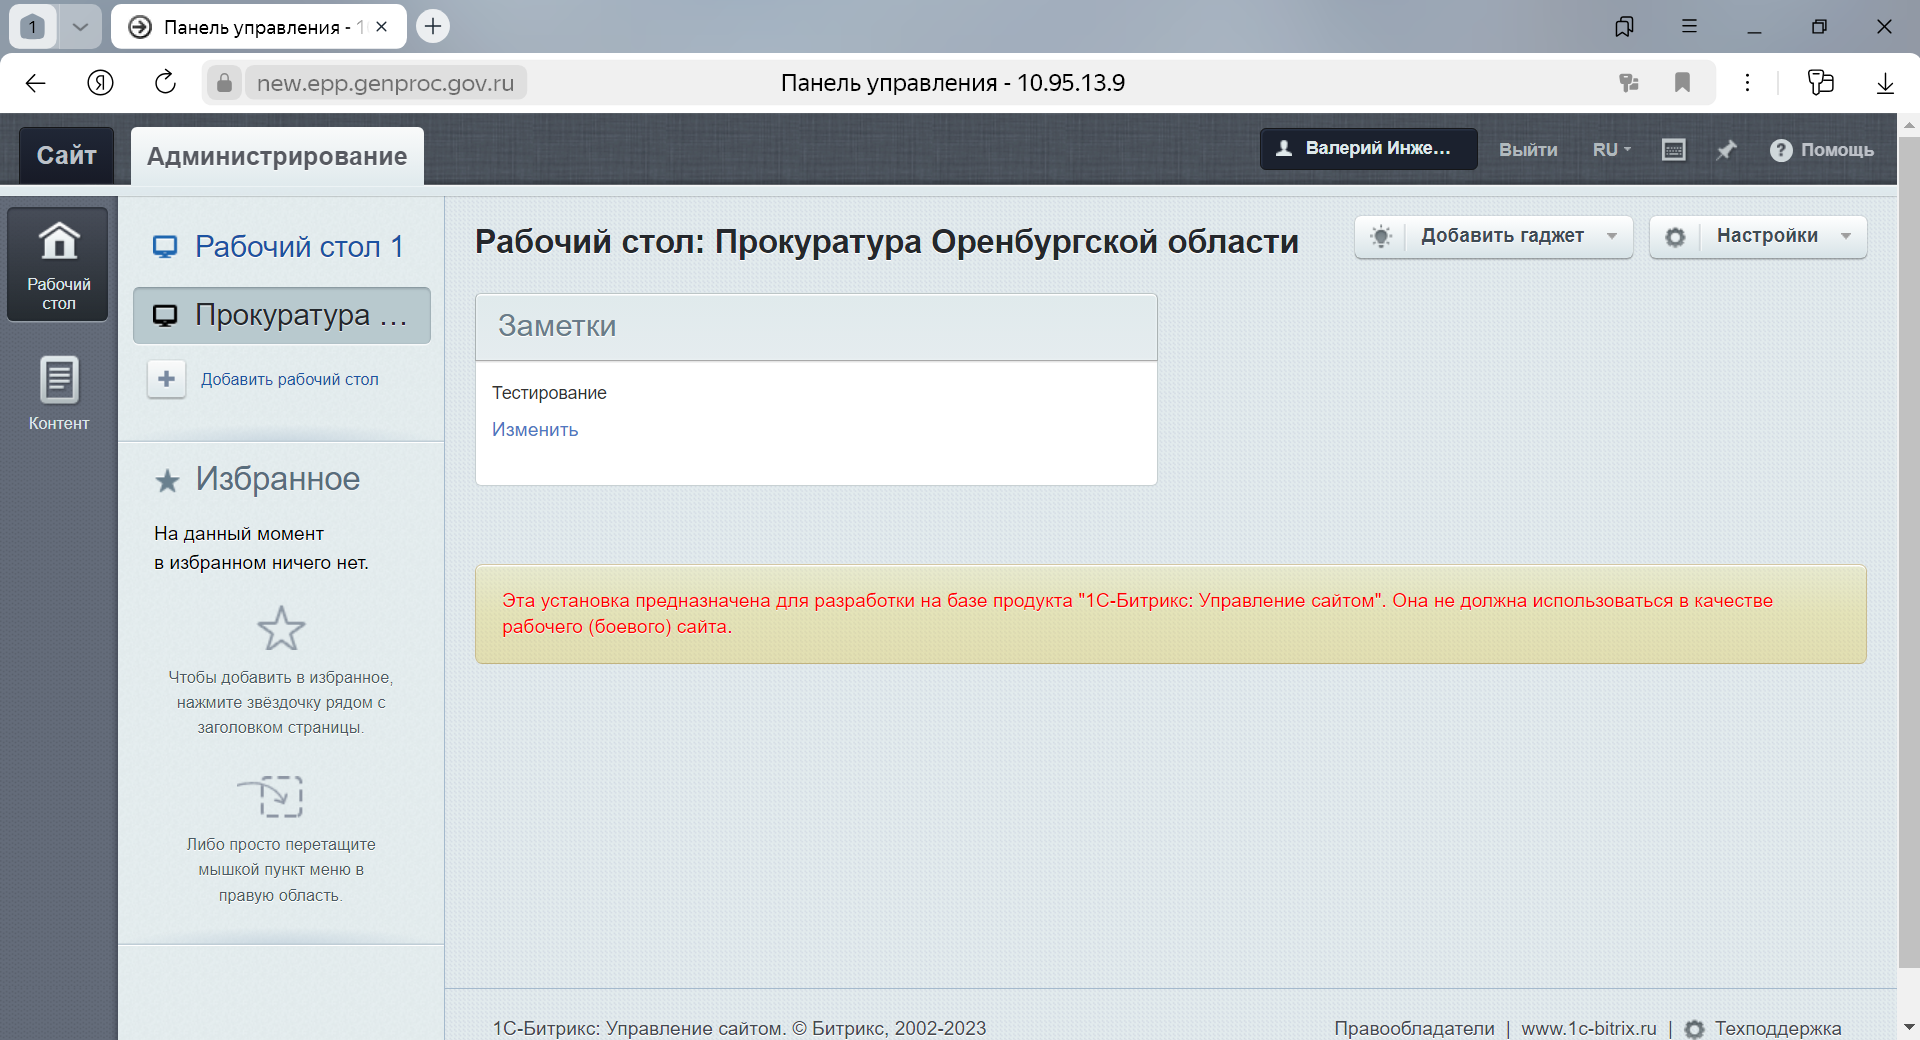 1
Панель управления - 10
new.epp.genproc.gov.ru
Панель управления - 10.95.13.9
Сайт
Администрирование
Валерий Инже...
Выйти
RU
Помощь
Рабочий
стол
Контент
Рабочий стол 1
Прокуратура ...
Добавить рабочий стол
Избранное
На данный момент
в избранном ничего нет.
Чтобы добавить в избранное,
нажмите звёздочку рядом с
заголовком страницы.
Либо просто перетащите
мышкой пункт меню в
правую область.
Рабочий стол: Прокуратура Оренбургской области
Добавить гаджет
Настройки
Заметки
Тестирование
Изменить
Эта установка предназначена для разработки на базе продукта "1С-Битрикс: Управление сайтом". Она не должна использоваться в качестве
рабочего (боевого) сайта.
1С-Битрикс: Управление сайтом. © Битрикс, 2002-2023
Правообладатели | www.1c-bitrix.ru | Техподдержка